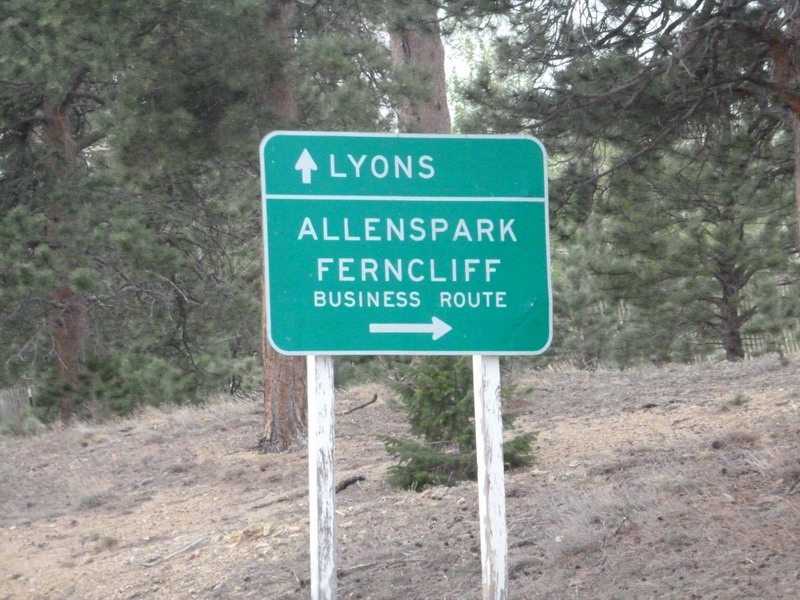 LYONS
ALLENSPARK
FERNCLIFF
BUSINESS ROUTE